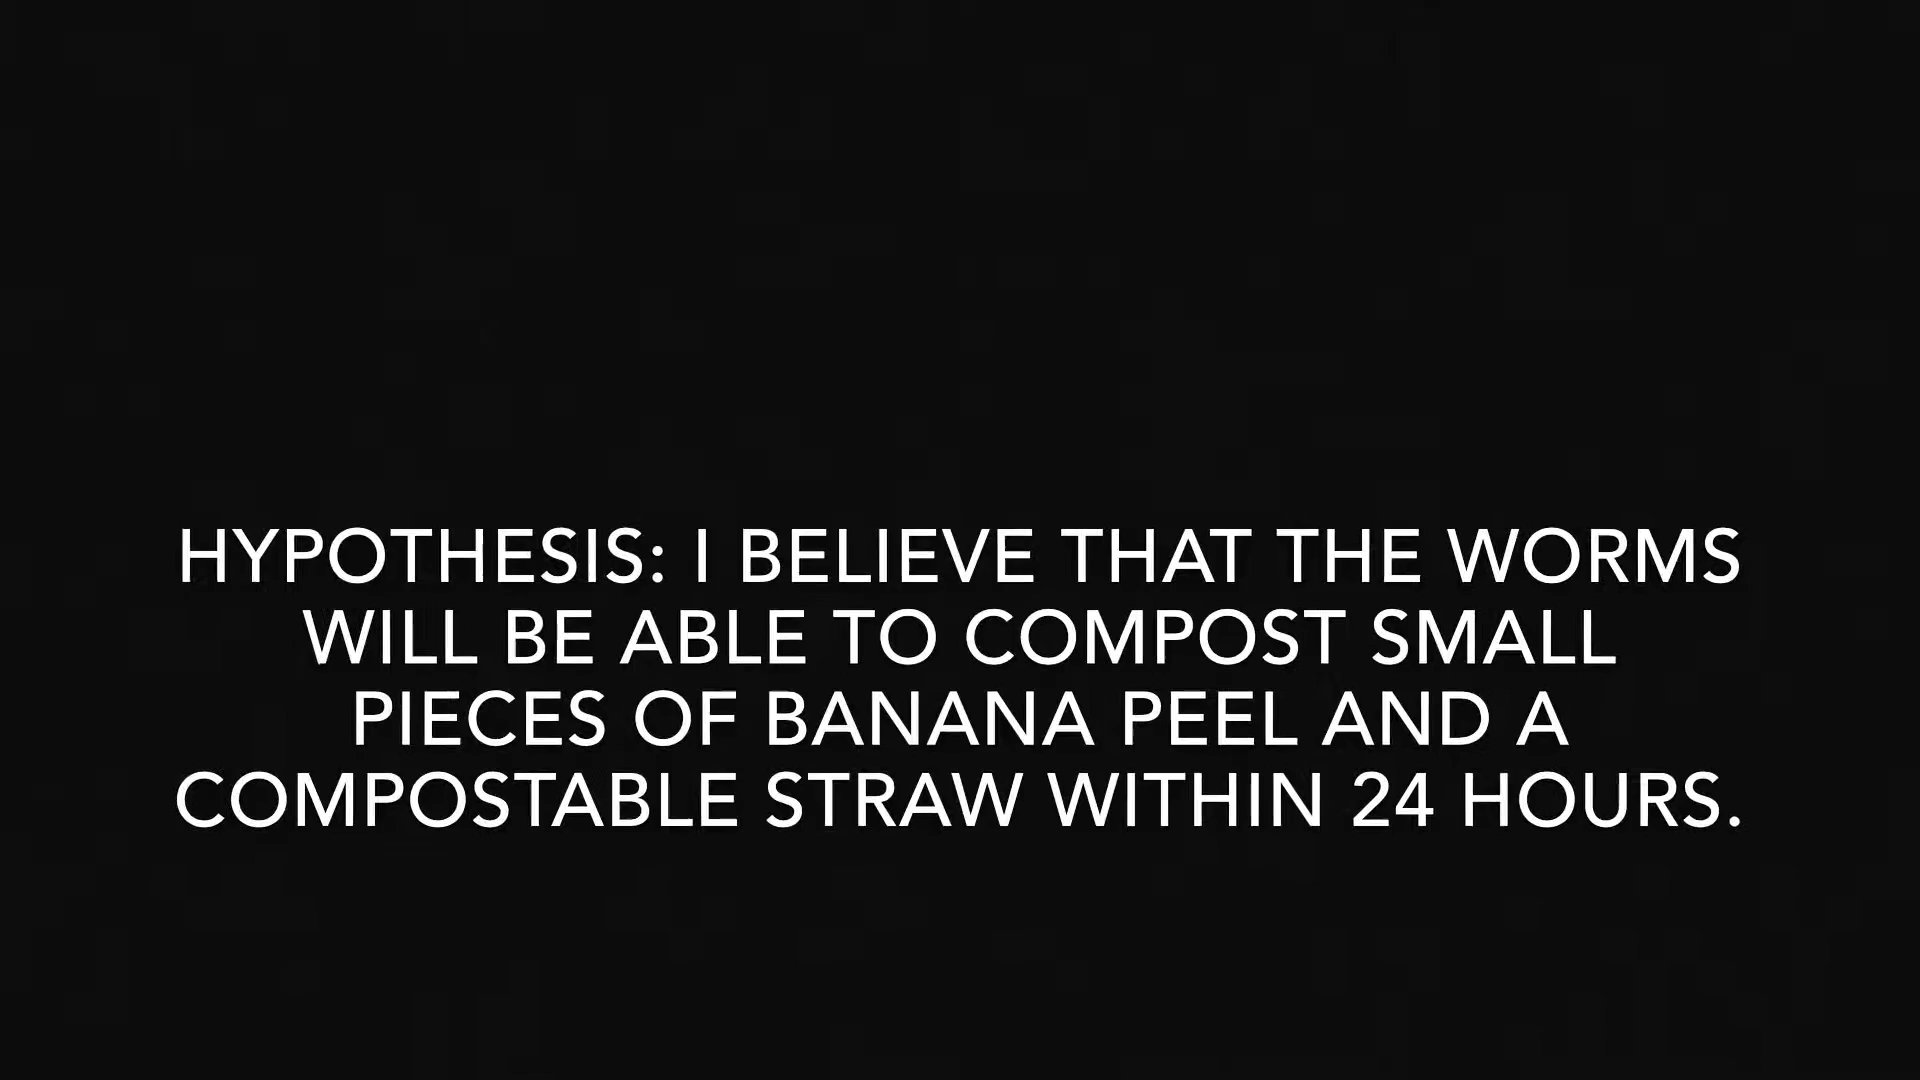 HYPOTHESIS: I BELIEVE THAT THE WORMS
WILL BE ABLE TO COMPOST SMALL
PIECES OF BANANA PEEL AND A
COMPOSTABLE STRAW WITHIN 24 HOURS.